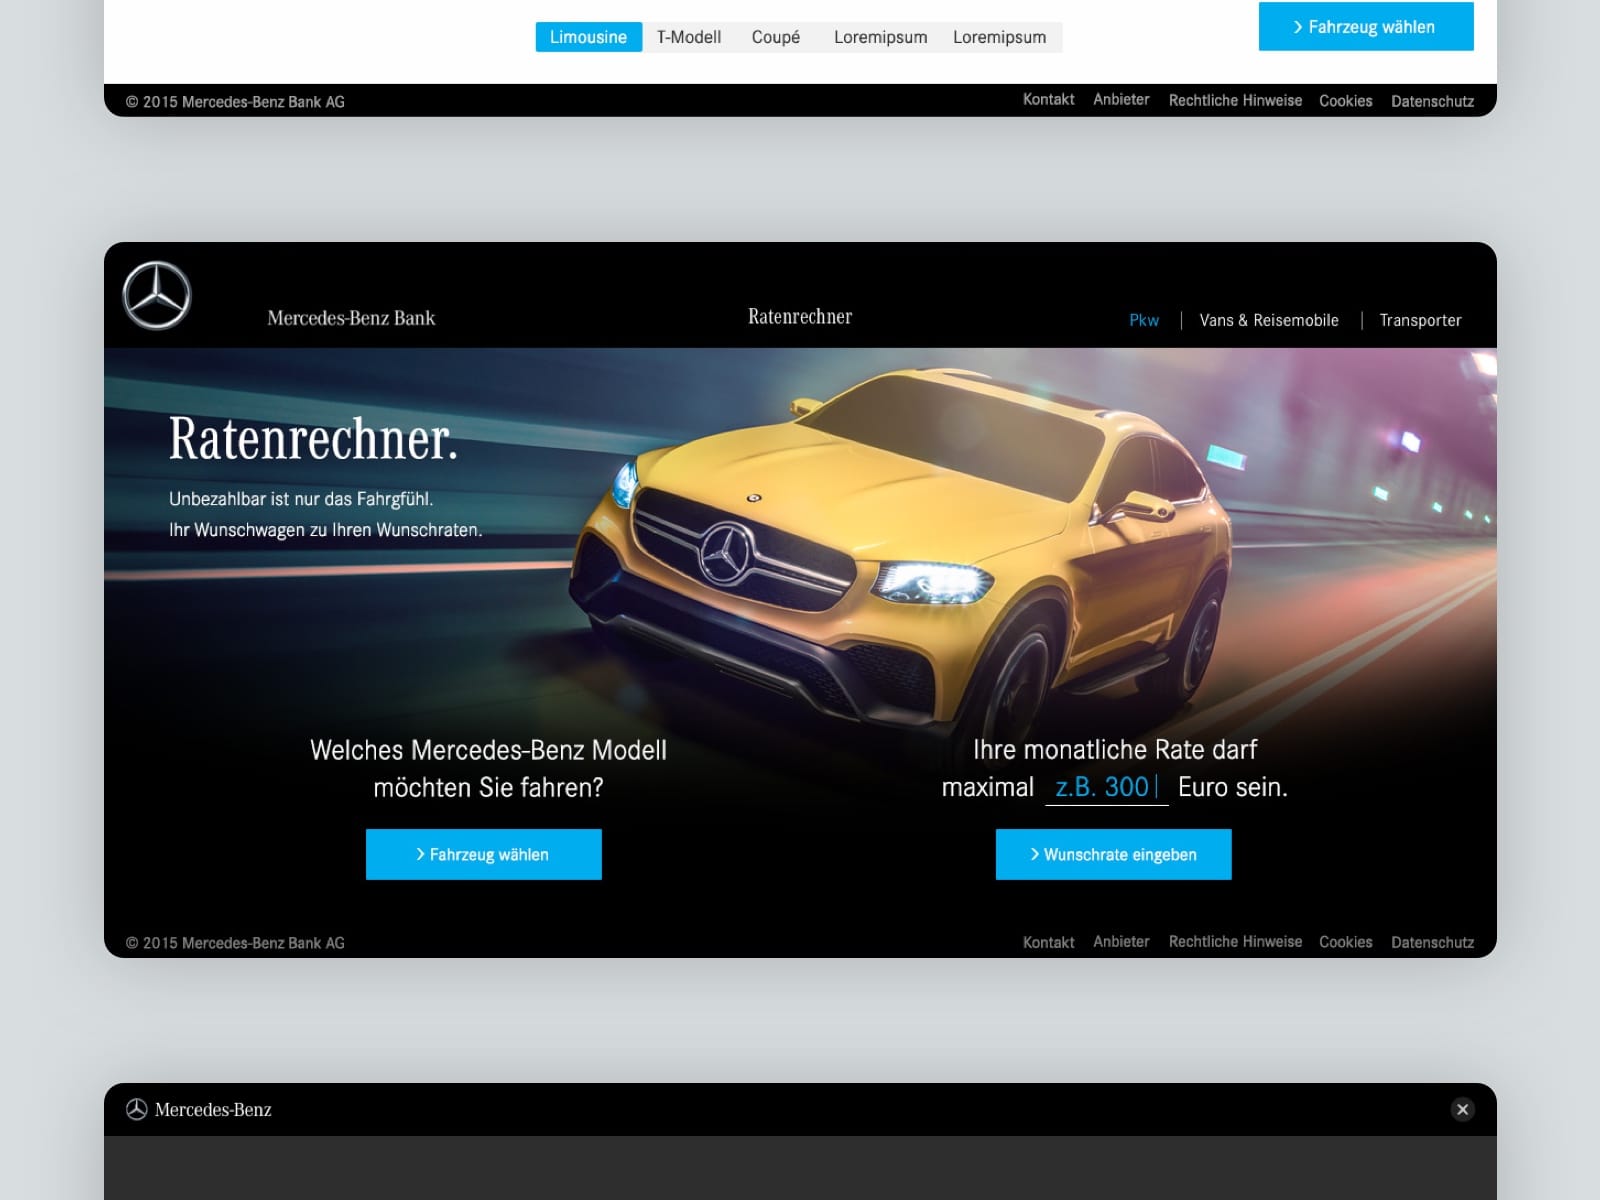 Limousine T-Modell Coupé Loremipsum Loremipsum
Fahrzeug wählen
© 2015 Mercedes-Benz Bank AG
Kontakt Anbieter Rechtliche Hinweise Cookies Datenschutz
Mercedes-Benz Bank
Ratenrechner
Pkw | Vans & Reisemobile | Transporter
Ratenrechner.
Unbezahlbar ist nur das Fahrgfühl.
Ihr Wunschwagen zu Ihren Wunschraten.
Welches Mercedes-Benz Modell
möchten Sie fahren?
Fahrzeug wählen
Ihre monatliche Rate darf
maximal z.B. 300 Euro sein.
Wunschrate eingeben
© 2015 Mercedes-Benz Bank AG
Kontakt Anbieter Rechtliche Hinweise Cookies Datenschutz
Mercedes-Benz